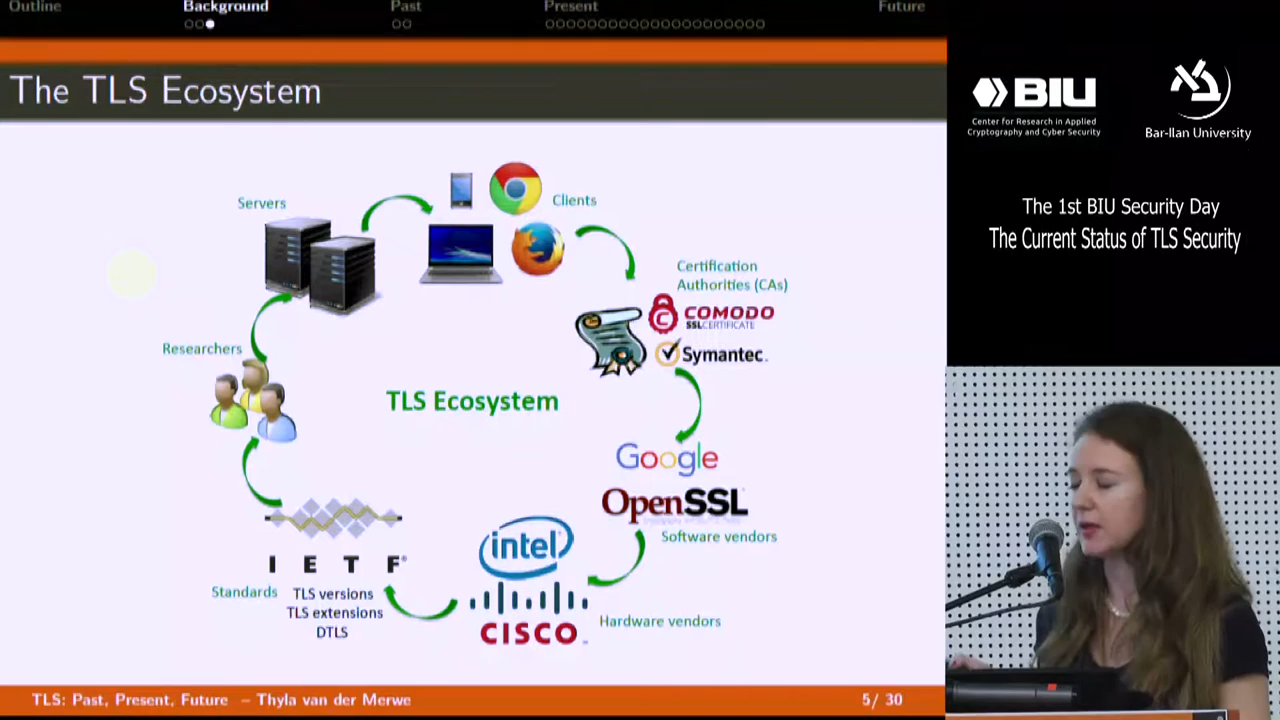 Outline
Background
Past
Present
Future
The TLS Ecosystem
Servers
Clients
Certification
Authorities (CAs)
COMODO
SSLCERTIFICATE
Symantec.
Researchers
TLS Ecosystem
Google
OpenSSL
Software vendors
intel
CISCO
Hardware vendors
I E T F®
Standards
TLS versions
TLS extensions
DTLS
TLS: Past, Present, Future – Thyla van der Merwe
5/ 30
BIU
Center for Research in Applied
Cryptography and Cyber Security
Bar-Ilan University
The 1st BIU Security Day
The Current Status of TLS Security